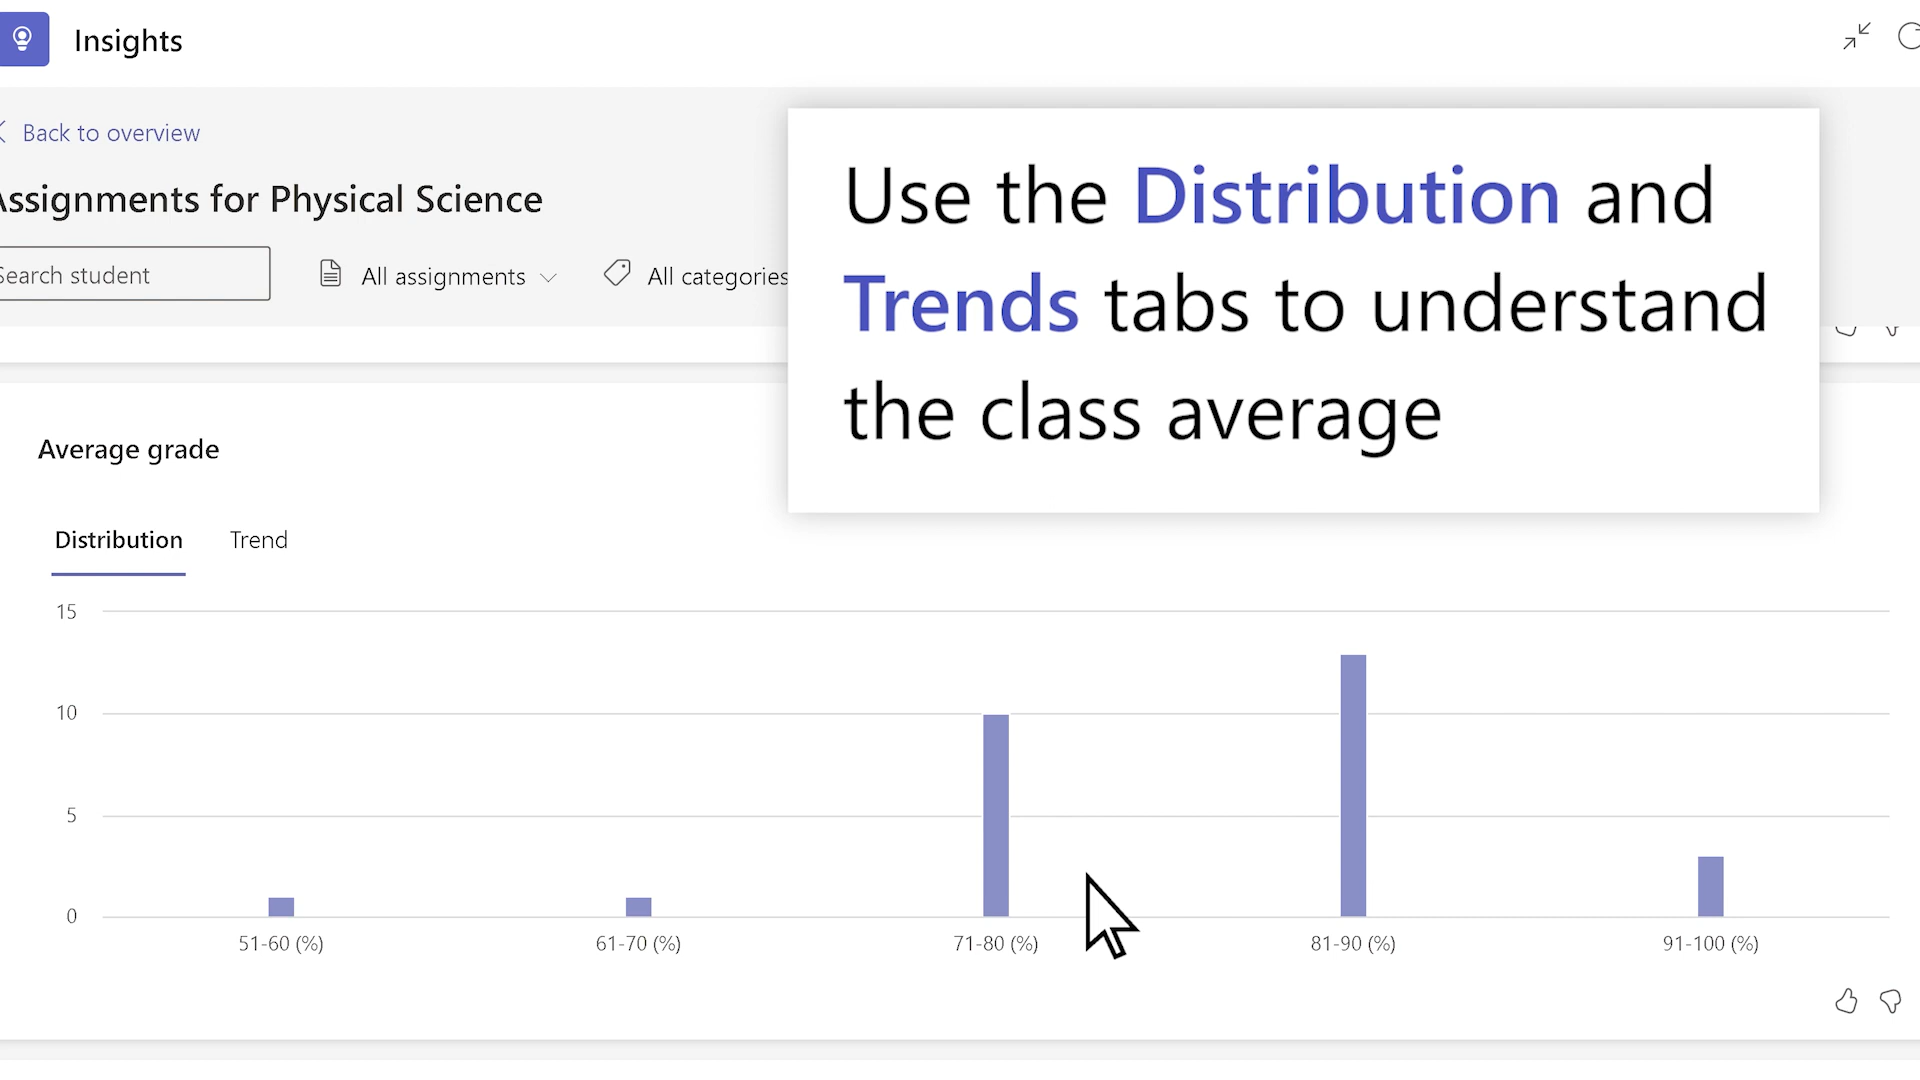 Insights
Back to overview
Assignments for Physical Science
Search student
All assignments
All categories
Use the Distribution and
Trends tabs to understand
the class average
Average grade
Distribution Trend
15
10
5
0
51-60 (%) 61-70 (%) 71-80 (%) 81-90 (%) 91-100 (%)